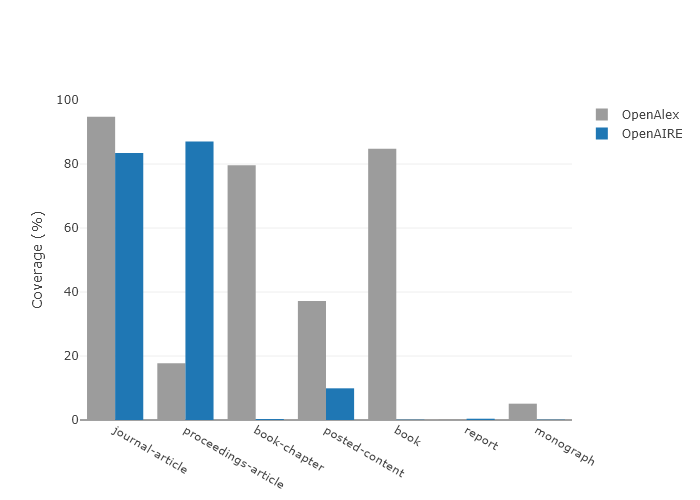 100
80
60
40
20
0
Coverage (%)
journal-article
proceedings-article
book-chapter
posted-content
book
report
monograph
OpenAlex
OpenAIRE